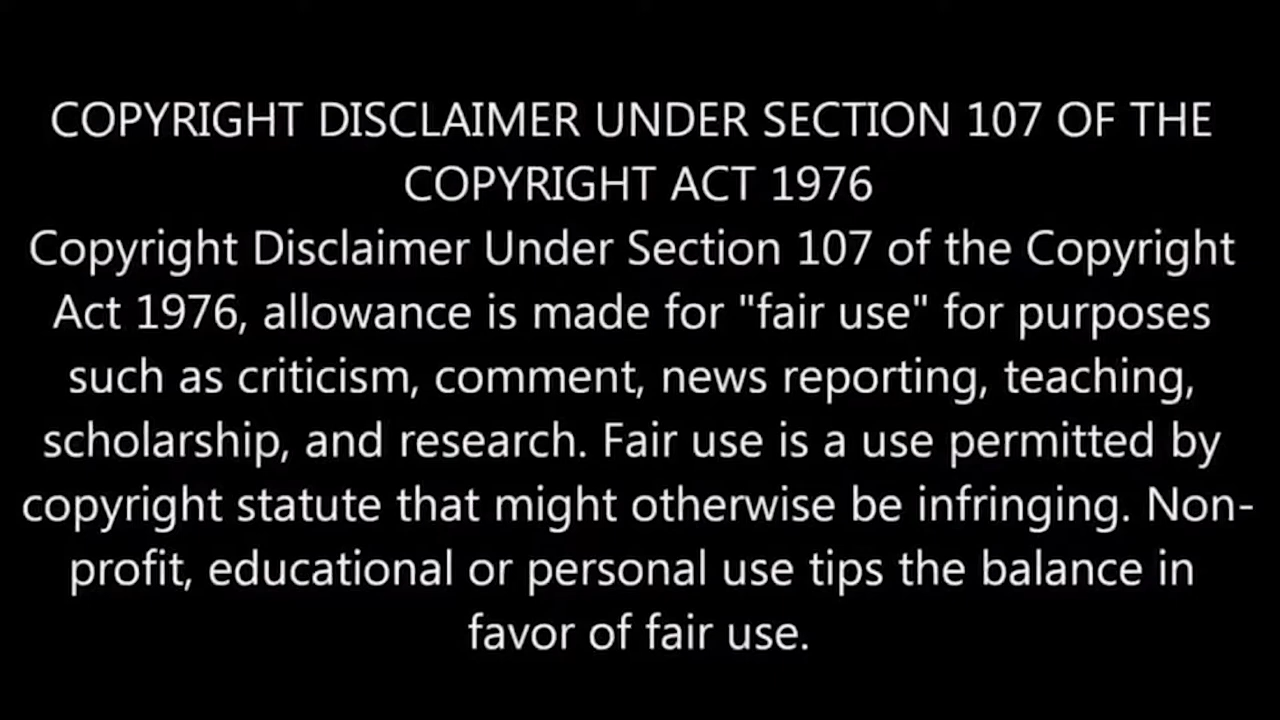 COPYRIGHT DISCLAIMER UNDER SECTION 107 OF THE
COPYRIGHT ACT 1976
Copyright Disclaimer Under Section 107 of the Copyright
Act 1976, allowance is made for "fair use" for purposes
such as criticism, comment, news reporting, teaching,
scholarship, and research. Fair use is a use permitted by
copyright statute that might otherwise be infringing. Non-
profit, educational or personal use tips the balance in
favor of fair use.